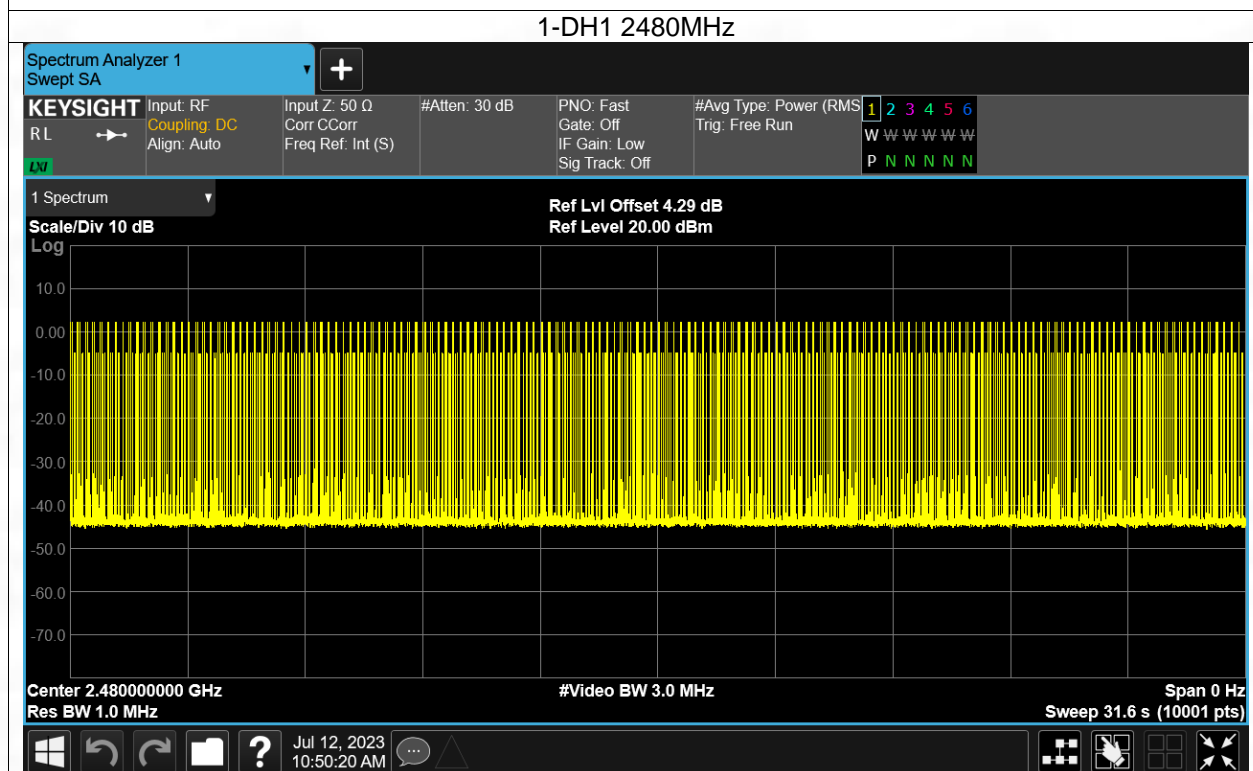 1-DH1 2480MHz
Spectrum Analyzer 1
Swept SA
KEYSIGHT
R L
LXI
Input: RF
Coupling: DC
Align: Auto
Input Z: 50 Ω
Corr CCorr
Freq Ref: Int (S)
#Atten: 30 dB
PNO: Fast
Gate: Off
IF Gain: Low
Sig Track: Off
#Avg Type: Power (RMS
Trig: Free Run
1 2 3 4 5 6
W W W W W W
P N N N N N
1 Spectrum
Scale/Div 10 dB
Ref Lvl Offset 4.29 dB
Ref Level 20.00 dBm
Log
10.0
0.00
-10.0
-20.0
-30.0
-40.0
-50.0
-60.0
-70.0
Center 2.480000000 GHz
#Video BW 3.0 MHz
Span 0 Hz
Res BW 1.0 MHz
Sweep 31.6 s (10001 pts)
Jul 12, 2023
10:50:20 AM